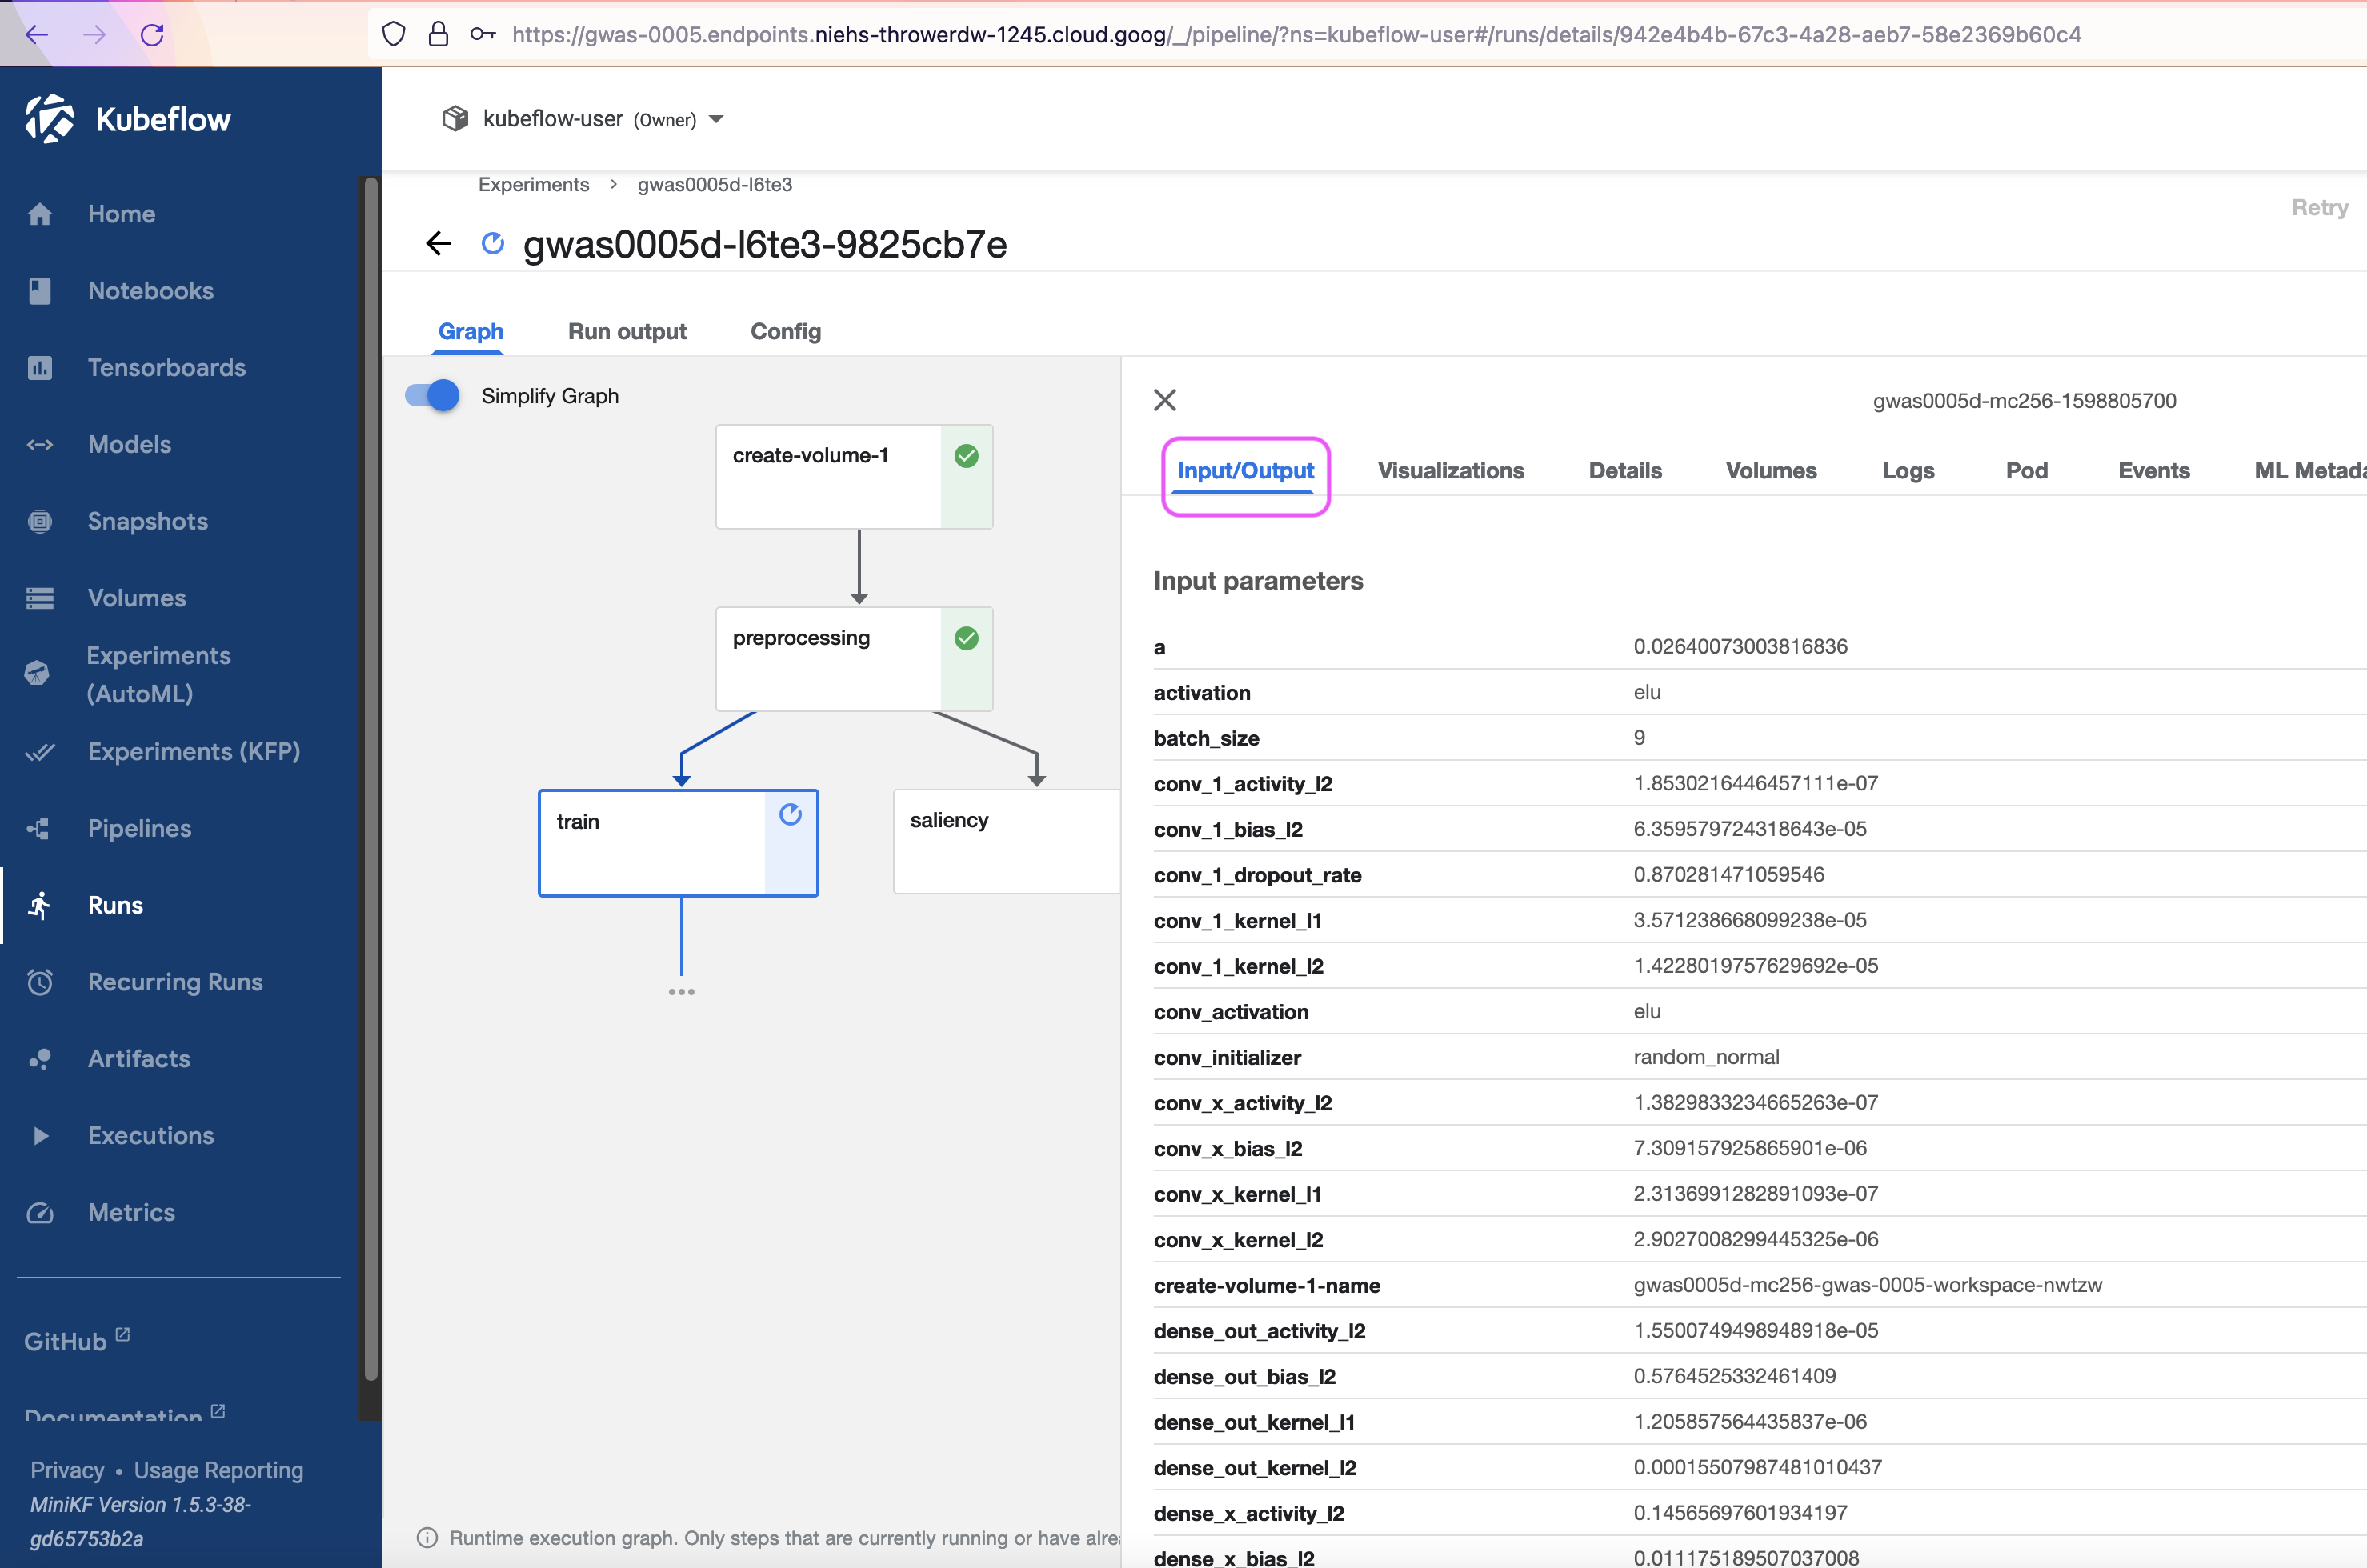 https://gwas-0005.endpoints.niehs-throwerdw-1245.cloud.goog/_/pipeline/?ns=kubeflow-user#/runs/details/942e4b4b-67c3-4a28-aeb7-58e2369b60c4
Kubeflow
Home
Notebooks
Tensorboards
Models
Snapshots
Volumes
Experiments
(AutoML)
Experiments (KFP)
Pipelines
Runs
Recurring Runs
Artifacts
Executions
Metrics
GitHub
Documentation
Privacy • Usage Reporting
MiniKF Version 1.5.3-38-
gd65753b2a
kubeflow-user (Owner)
Experiments > gwas0005d-l6te3
Retry
gwas0005d-l6te3-9825cb7e
Graph Run output Config
Simplify Graph
create-volume-1
preprocessing
train
saliency
Runtime execution graph. Only steps that are currently running or have alre
gwas0005d-mc256-1598805700
Input/Output Visualizations Details Volumes Logs Pod Events ML Metada
Input parameters
a 0.02640073003816836
activation elu
batch_size 9
conv_1_activity_l2 1.8530216446457111e-07
conv_1_bias_l2 6.359579724318643e-05
conv_1_dropout_rate 0.870281471059546
conv_1_kernel_l1 3.571238668099238e-05
conv_1_kernel_l2 1.4228019757629692e-05
conv_activation elu
conv_initializer random_normal
conv_x_activity_l2 1.3829833234665263e-07
conv_x_bias_l2 7.309157925865901e-06
conv_x_kernel_l1 2.3136991282891093e-07
conv_x_kernel_l2 2.9027008299445325e-06
create-volume-1-name gwas0005d-mc256-gwas-0005-workspace-nwtzw
dense_out_activity_l2 1.5500749498948918e-05
dense_out_bias_l2 0.5764525332461409
dense_out_kernel_l1 1.205857564435837e-06
dense_out_kernel_l2 0.00015507987481010437
dense_x_activity_l2 0.14565697601934197
dense_x_bias_l2 0.011175189507037008